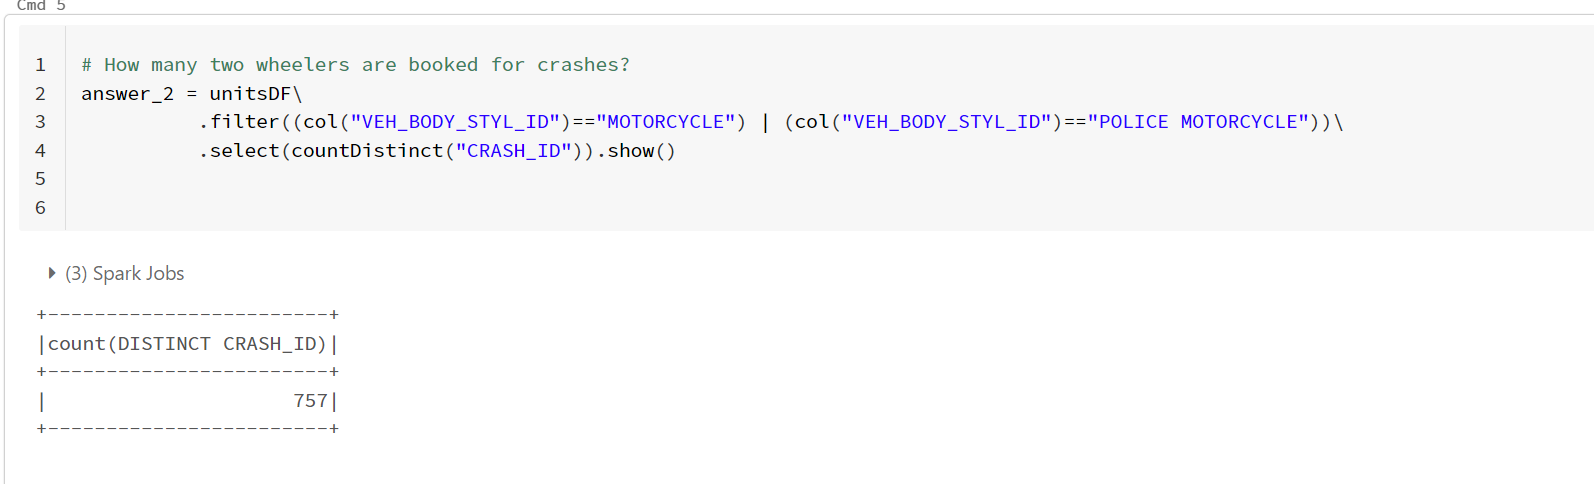 Cmd 5
1 # How many two wheelers are booked for crashes?
2 answer_2 = unitsDF\
3 .filter((col("VEH_BODY_STYL_ID")=="MOTORCYCLE") | (col("VEH_BODY_STYL_ID")=="POLICE MOTORCYCLE"))\
4 .select(countDistinct("CRASH_ID")).show()
5
6
(3) Spark Jobs
+------------------------+
|count(DISTINCT CRASH_ID)|
+------------------------+
|                     757|
+------------------------+